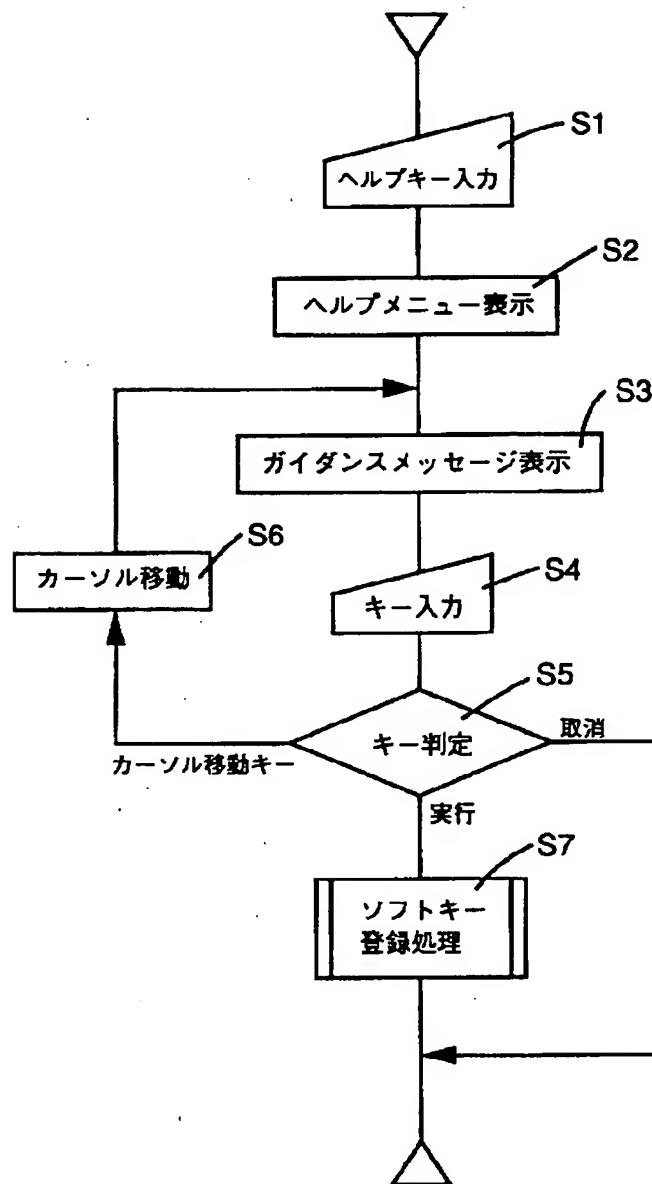 S1
ヘルプキー入力
S2
ヘルプメニュー表示
S3
ガイダンスメッセージ表示
S6
カーソル移動
S4
キー入力
S5
キー判定
取消
カーソル移動キー
実行
S7
ソフトキー
登録処理